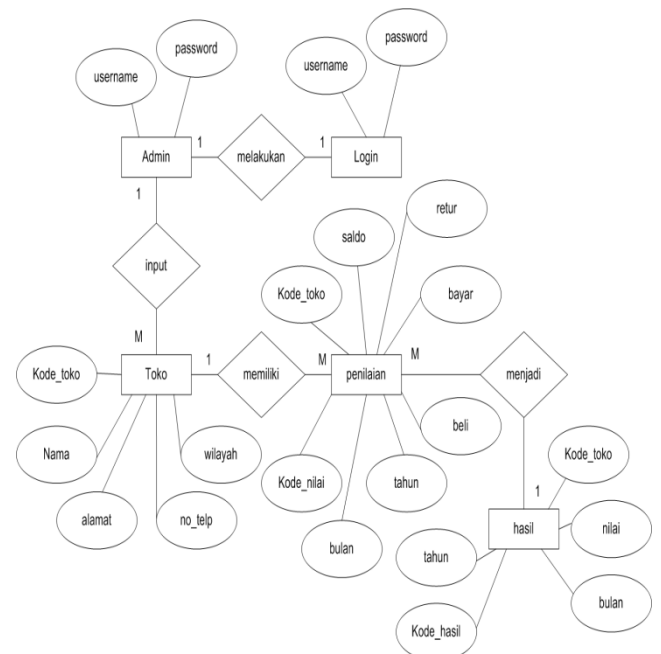 password
username
password
username
Admin
1
melakukan
1
Login
1
retur
saldo
input
Kode_toko
bayar
M
Kode_toko
Toko
1
memiliki
M
penilaian
M
menjadi
beli
Nama
wilayah
Kode_nilai
tahun
Kode_toko
alamat
no_telp
1
hasil
nilai
bulan
tahun
bulan
Kode_hasil